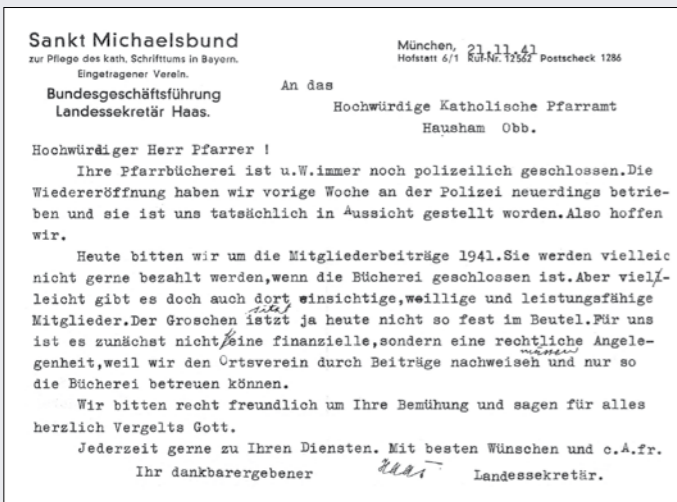 Sankt Michaelsbund
zur Pflege des kath. Schrifttums in Bayern.
Eingetragener Verein.
Bundesgeschäftsführung
Landessekretär Haas.
München, 21.11.41
Hofstatt 6/1 Ruf-Nr. 12562 Postscheck 1286
An das
Hochwürdige Katholische Pfarramt
Hausham Obb.
Hochwürdiger Herr Pfarrer !
Ihre Pfarrbücherei ist u.W.immer noch polizeilich geschlossen.Die
Wiedereröffnung haben wir vorige Woche an der Polizei neuerdings betrie-
ben und sie ist uns tatsächlich in Aussicht gestellt worden.Also hoffen
wir.
Heute bitten wir um die Mitgliederbeiträge 1941.Sie werden vielleic
nicht gerne bezahlt werden,wenn die Bücherei geschlossen ist.Aber viel-
leicht gibt es doch auch dort einsichtige,weillige und leistungsfähige
Mitglieder.Der Groschen istzt ja heute nicht so fest im Beutel.Für uns
sitzt
ist es zunächst nicht eine finanzielle,sondern eine rechtliche Angele-
müssen
genheit,weil wir den Ortsverein durch Beiträge nachweiseh und nur so
die Bücherei betreuen können.
Wir bitten recht freundlich um Ihre Bemühung und sagen für alles
herzlich Vergelts Gott.
Jederzeit gerne zu Ihren Diensten. Mit besten Wünschen und c.A.fr.
Ihr dankbarergebener Haas Landessekretär.